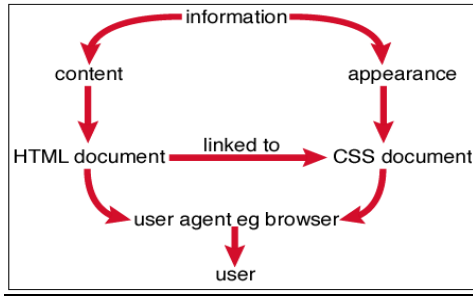 information
content
appearance
linked to
HTML document
CSS document
user agent eg browser
user